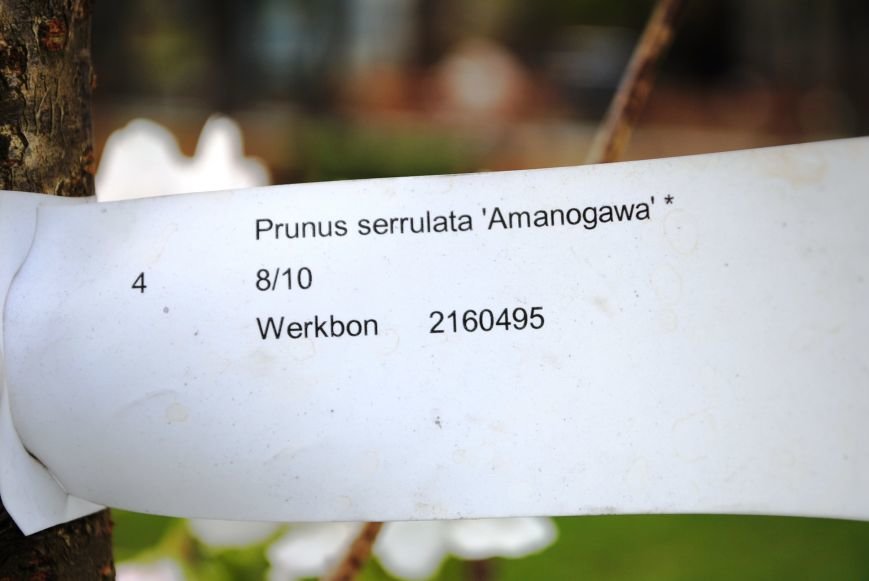 Prunus serrulata 'Amanogawa' *
4 8/10
Werkbon 2160495